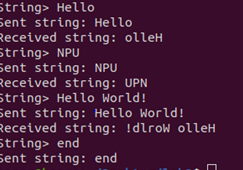 String> Hello
Sent string: Hello
Received string: olleH
String> NPU
Sent string: NPU
Received string: UPN
String> Hello World!
Sent string: Hello World!
Received string: !dlroW olleH
String> end
Sent string: end